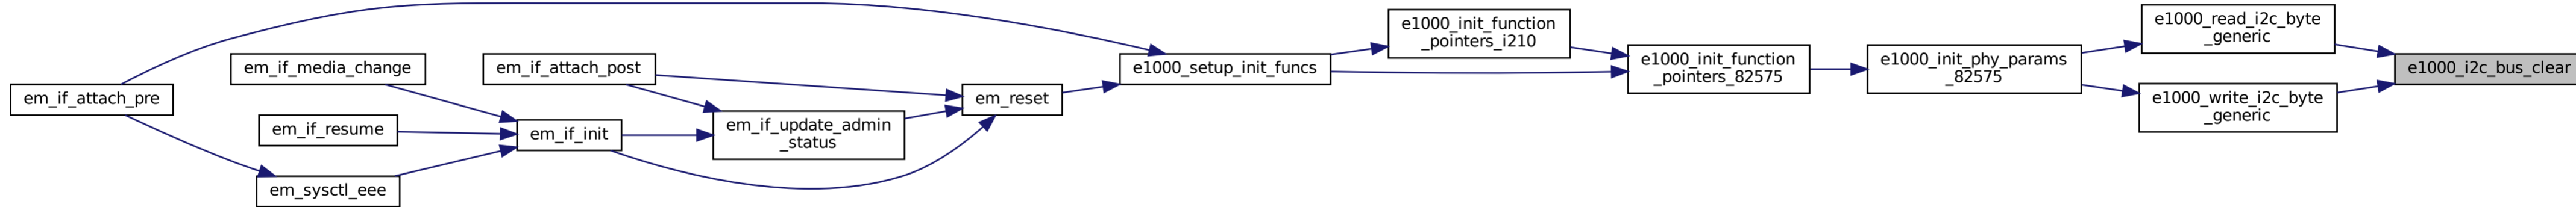 em_if_attach_pre
em_if_media_change
em_if_resume
em_sysctl_eee
em_if_attach_post
em_if_init
em_if_update_admin
_status
em_reset
e1000_setup_init_funcs
e1000_init_function
_pointers_i210
e1000_init_function
_pointers_82575
e1000_init_phy_params
_82575
e1000_read_i2c_byte
_generic
e1000_write_i2c_byte
_generic
e1000_i2c_bus_clear